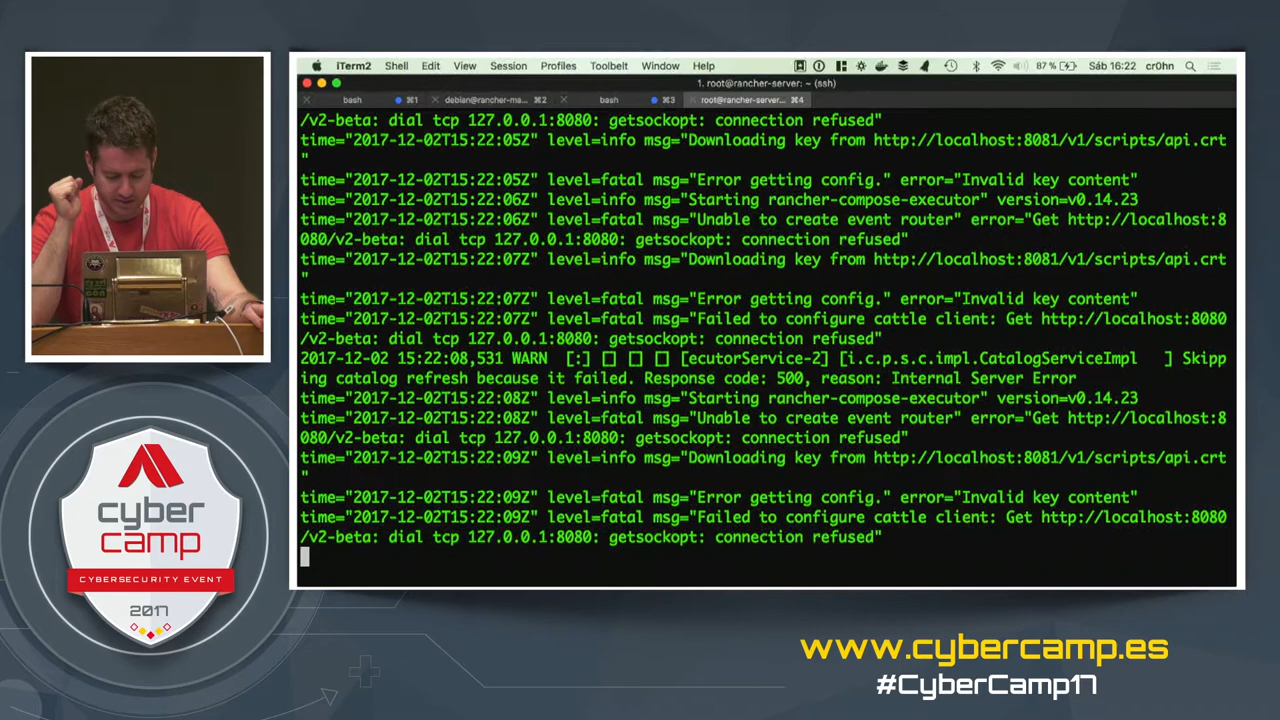 iTerm2 Shell Edit View Session Profiles Toolbelt Window Help 87% Sáb 16:22 cr0hn
1. root@rancher-server: ~ (ssh)
bash ⌘1 debian@rancher-ma... ⌘2 bash ⌘3 root@rancher-server... ⌘4
/v2-beta: dial tcp 127.0.0.1:8080: getsockopt: connection refused"
time="2017-12-02T15:22:05Z" level=info msg="Downloading key from http://localhost:8081/v1/scripts/api.crt
"
time="2017-12-02T15:22:05Z" level=fatal msg="Error getting config." error="Invalid key content"
time="2017-12-02T15:22:06Z" level=info msg="Starting rancher-compose-executor" version=v0.14.23
time="2017-12-02T15:22:06Z" level=fatal msg="Unable to create event router" error="Get http://localhost:8
080/v2-beta: dial tcp 127.0.0.1:8080: getsockopt: connection refused"
time="2017-12-02T15:22:07Z" level=info msg="Downloading key from http://localhost:8081/v1/scripts/api.crt
"
time="2017-12-02T15:22:07Z" level=fatal msg="Error getting config." error="Invalid key content"
time="2017-12-02T15:22:07Z" level=fatal msg="Failed to configure cattle client: Get http://localhost:8080
/v2-beta: dial tcp 127.0.0.1:8080: getsockopt: connection refused"
2017-12-02 15:22:08,531 WARN [:] [] [] [] [ecutorService-2] [i.c.p.s.c.impl.CatalogServiceImpl ] Skipp
ing catalog refresh because it failed. Response code: 500, reason: Internal Server Error
time="2017-12-02T15:22:08Z" level=info msg="Starting rancher-compose-executor" version=v0.14.23
time="2017-12-02T15:22:08Z" level=fatal msg="Unable to create event router" error="Get http://localhost:8
080/v2-beta: dial tcp 127.0.0.1:8080: getsockopt: connection refused"
time="2017-12-02T15:22:09Z" level=info msg="Downloading key from http://localhost:8081/v1/scripts/api.crt
"
time="2017-12-02T15:22:09Z" level=fatal msg="Error getting config." error="Invalid key content"
time="2017-12-02T15:22:09Z" level=fatal msg="Failed to configure cattle client: Get http://localhost:8080
/v2-beta: dial tcp 127.0.0.1:8080: getsockopt: connection refused"
cyber
camp
CYBERSECURITY EVENT
2017
www.cybercamp.es
#CyberCamp17